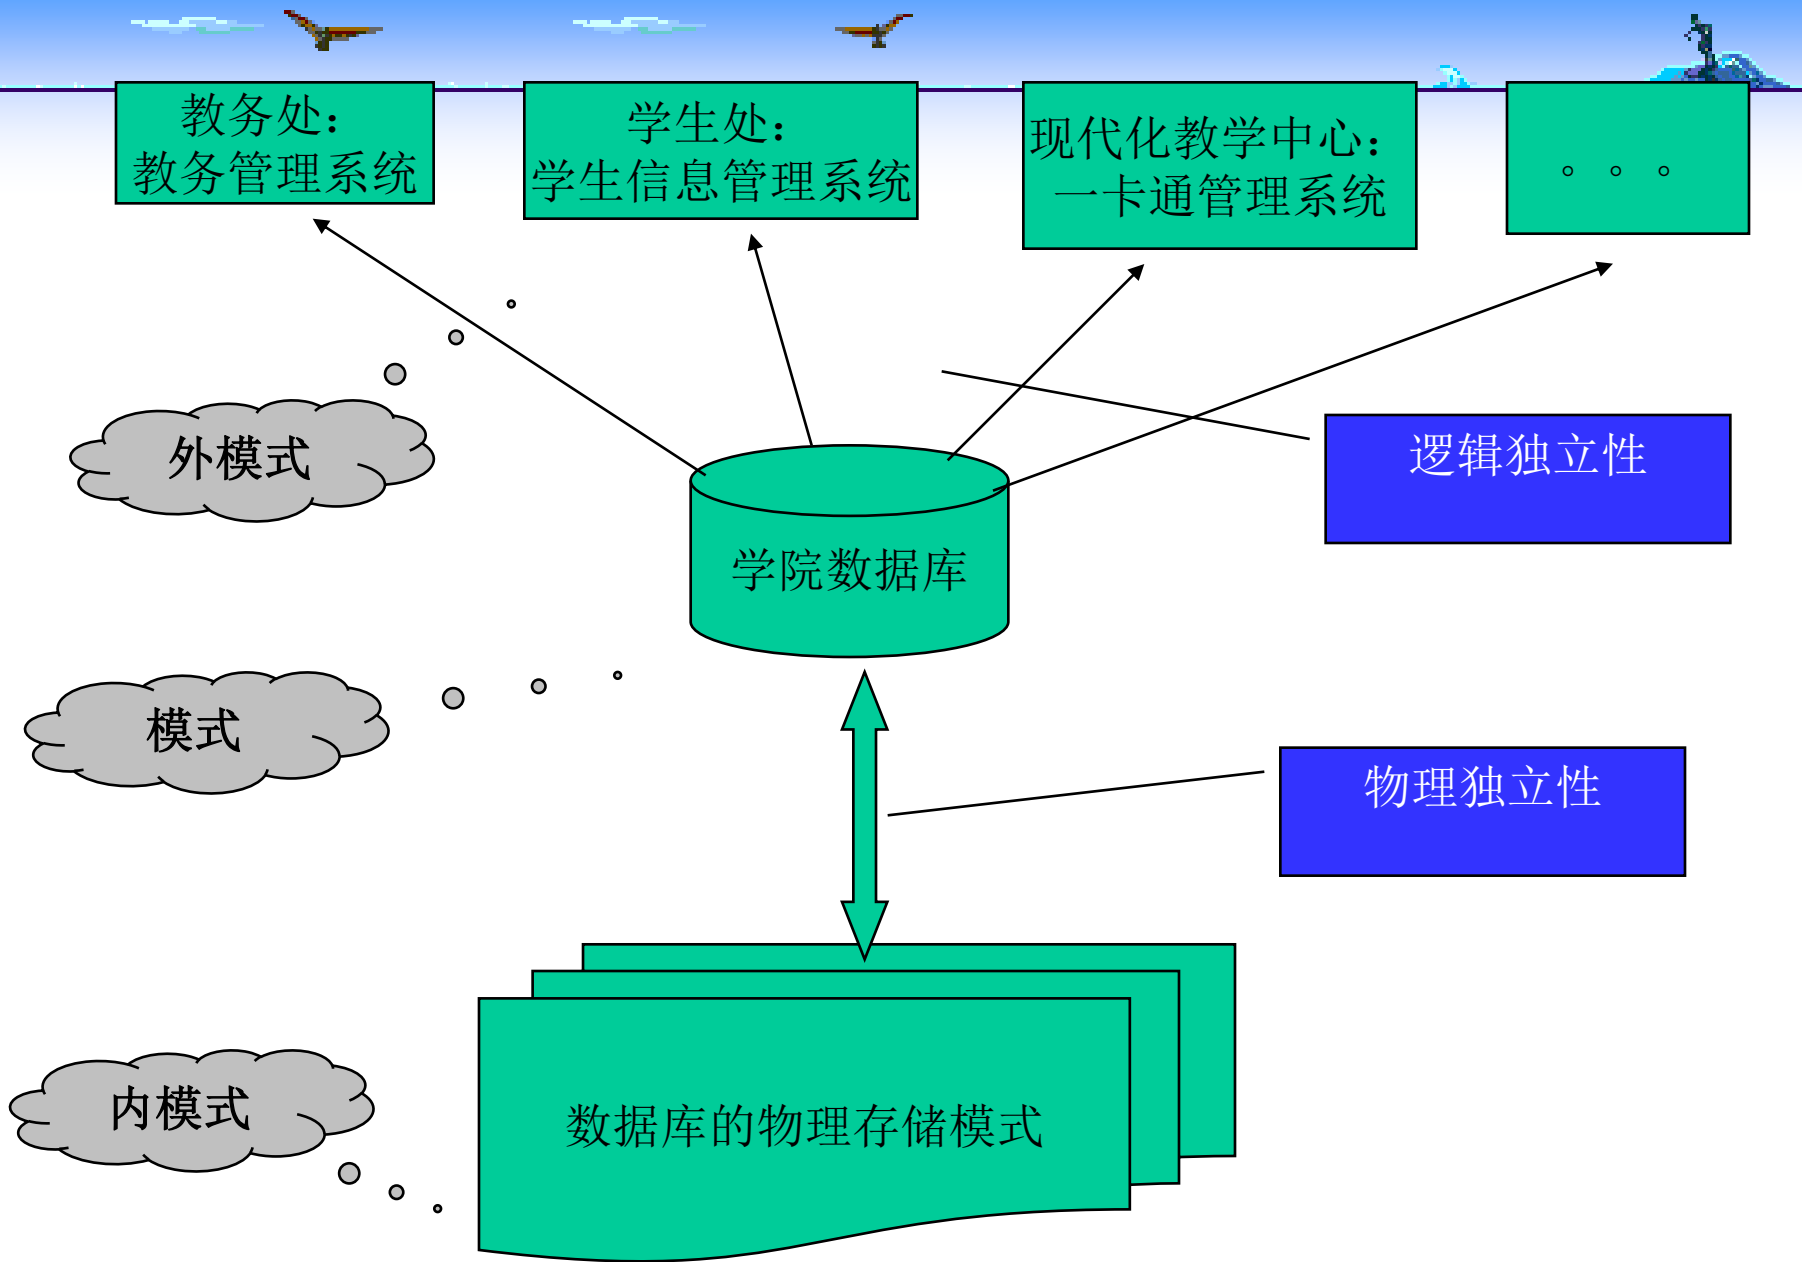 教务处：
教务管理系统
学生处：
学生信息管理系统
现代化教学中心：
一卡通管理系统
。。。
外模式
逻辑独立性
学院数据库
模式
物理独立性
内模式
数据库的物理存储模式